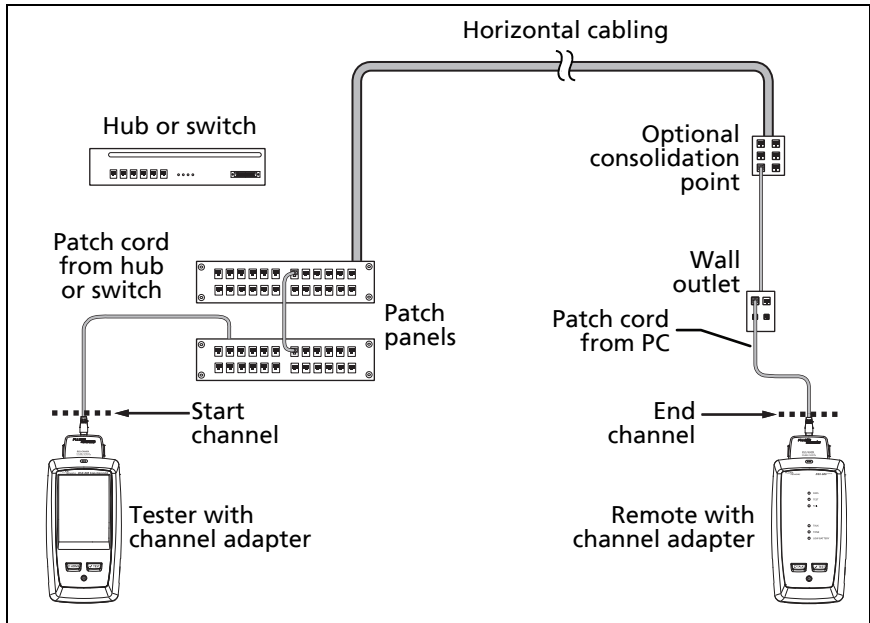 Horizontal cabling
Hub or switch
Optional
consolidation
point
Patch cord
from hub
or switch
Wall
outlet
Patch
panels
Patch cord
from PC
Start
channel
End
channel
Tester with
channel adapter
Remote with
channel adapter